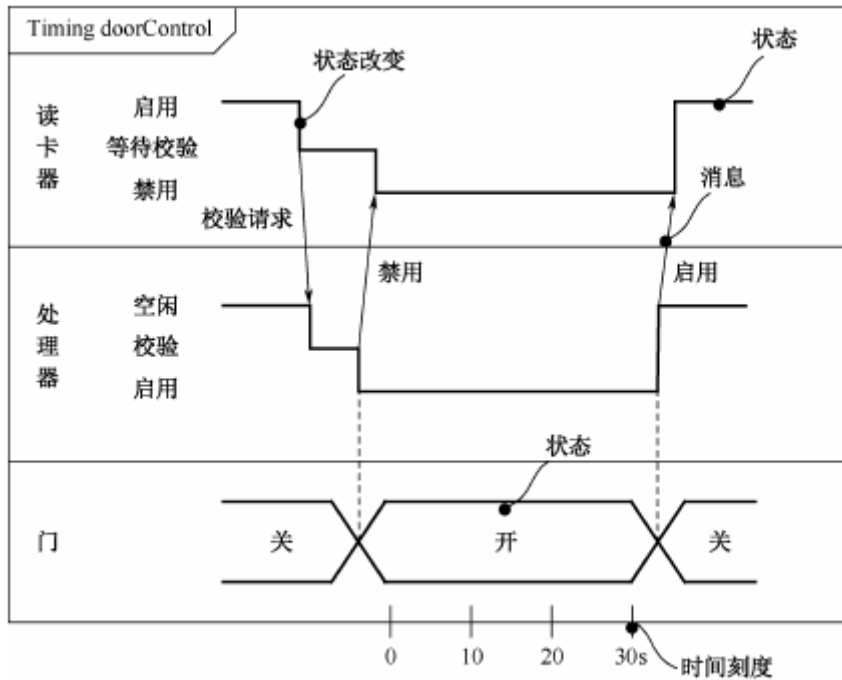 Timing doorControl
状态改变
状态
读卡器
启用
等待校验
禁用
校验请求
消息
禁用
启用
处理器
空闲
校验
启用
状态
门
关
开
关
0 10 20 30s
时间刻度